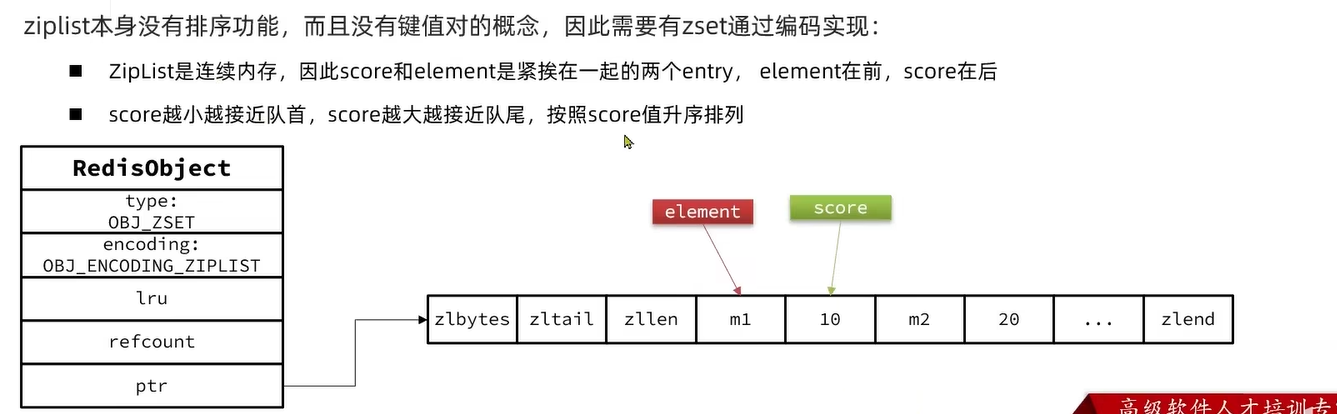 ziplist本身没有排序功能，而且没有键值对的概念，因此需要有zset通过编码实现：
■ ZipList是连续内存，因此score和element是紧挨在一起的两个entry， element在前，score在后
■ score越小越接近队首，score越大越接近队尾，按照score值升序排列
RedisObject
type:
OBJ_ZSET
encoding:
OBJ_ENCODING_ZIPLIST
lru
refcount
ptr
element score
zlbytes zltail zllen m1 10 m2 20 ... zlend
高级软件人才培训专